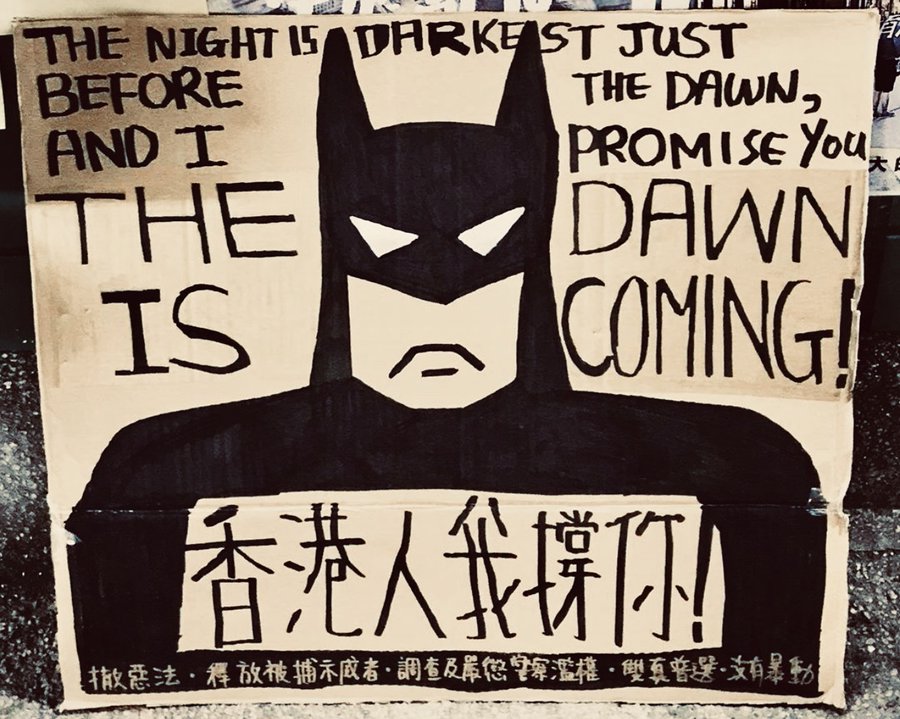 THE NIGHT IS DARKEST JUST
BEFORE THE DAWN,
AND I PROMISE YOU
THE DAWN
IS COMING!
香港人我撐你!
撤惡法·釋放被捕示威者·調查及嚴懲警察濫權·雙真普選·沒有暴動